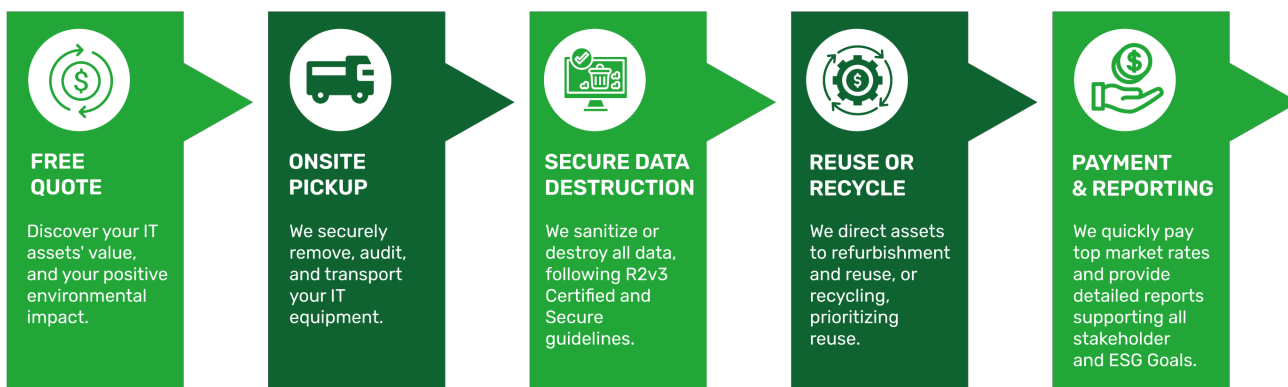 FREE
QUOTE
Discover your IT
assets' value,
and your positive
environmental
impact.
ONSITE
PICKUP
We securely
remove, audit,
and transport
your IT
equipment.
SECURE DATA
DESTRUCTION
We sanitize or
destroy all data,
following R2v3
Certified and
Secure
guidelines.
REUSE OR
RECYCLE
We direct assets
to refurbishment
and reuse, or
recycling,
prioritizing
reuse.
PAYMENT
& REPORTING
We quickly pay
top market rates
and provide
detailed reports
supporting all
stakeholder
and ESG Goals.